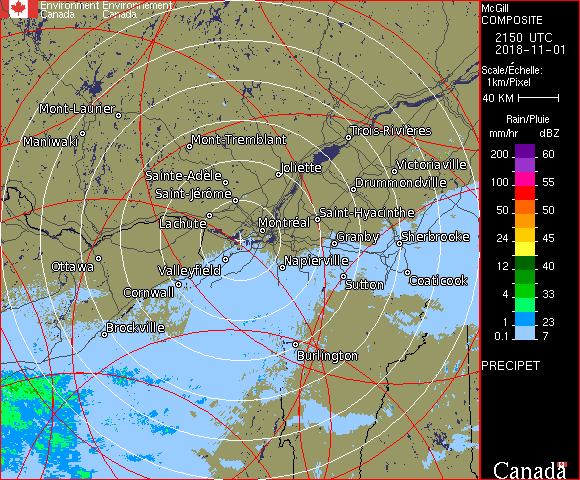 Environment Environnement
Canada Canada
McGill
COMPOSITE
2150 UTC
2018-11-01
Scale/Échelle:
1km/Pixel
40 KM
Rain/Pluie
mm/hr dBZ
200 60
100 55
50 50
24 45
12 40
4 33
1 23
0.1 7
PRECIPET
Canada
Mont-Laurier
Maniwaki
Mont-Tremblant
Trois-Rivières
Sainte-Adèle
Joliette
Victoriaville
Saint-Jérôme
Drummondville
Lachute
Montréal
Saint-Hyacinthe
Granby
Sherbrooke
Ottawa
Valleyfield
Napierville
Sutton
Coaticook
Cornwall
Brockville
Burlington